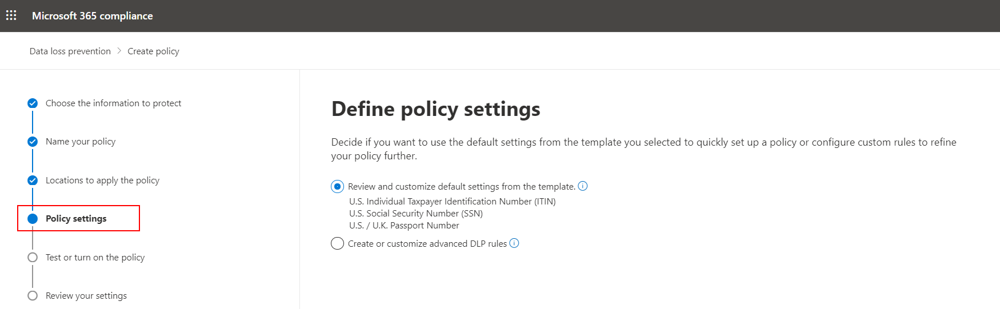 Microsoft 365 compliance
Data loss prevention > Create policy
Choose the information to protect
Name your policy
Locations to apply the policy
Policy settings
Test or turn on the policy
Review your settings
Define policy settings
Decide if you want to use the default settings from the template you selected to quickly set up a policy or configure custom rules to refine
your policy further.
Review and customize default settings from the template.
U.S. Individual Taxpayer Identification Number (ITIN)
U.S. Social Security Number (SSN)
U.S. / U.K. Passport Number
Create or customize advanced DLP rules